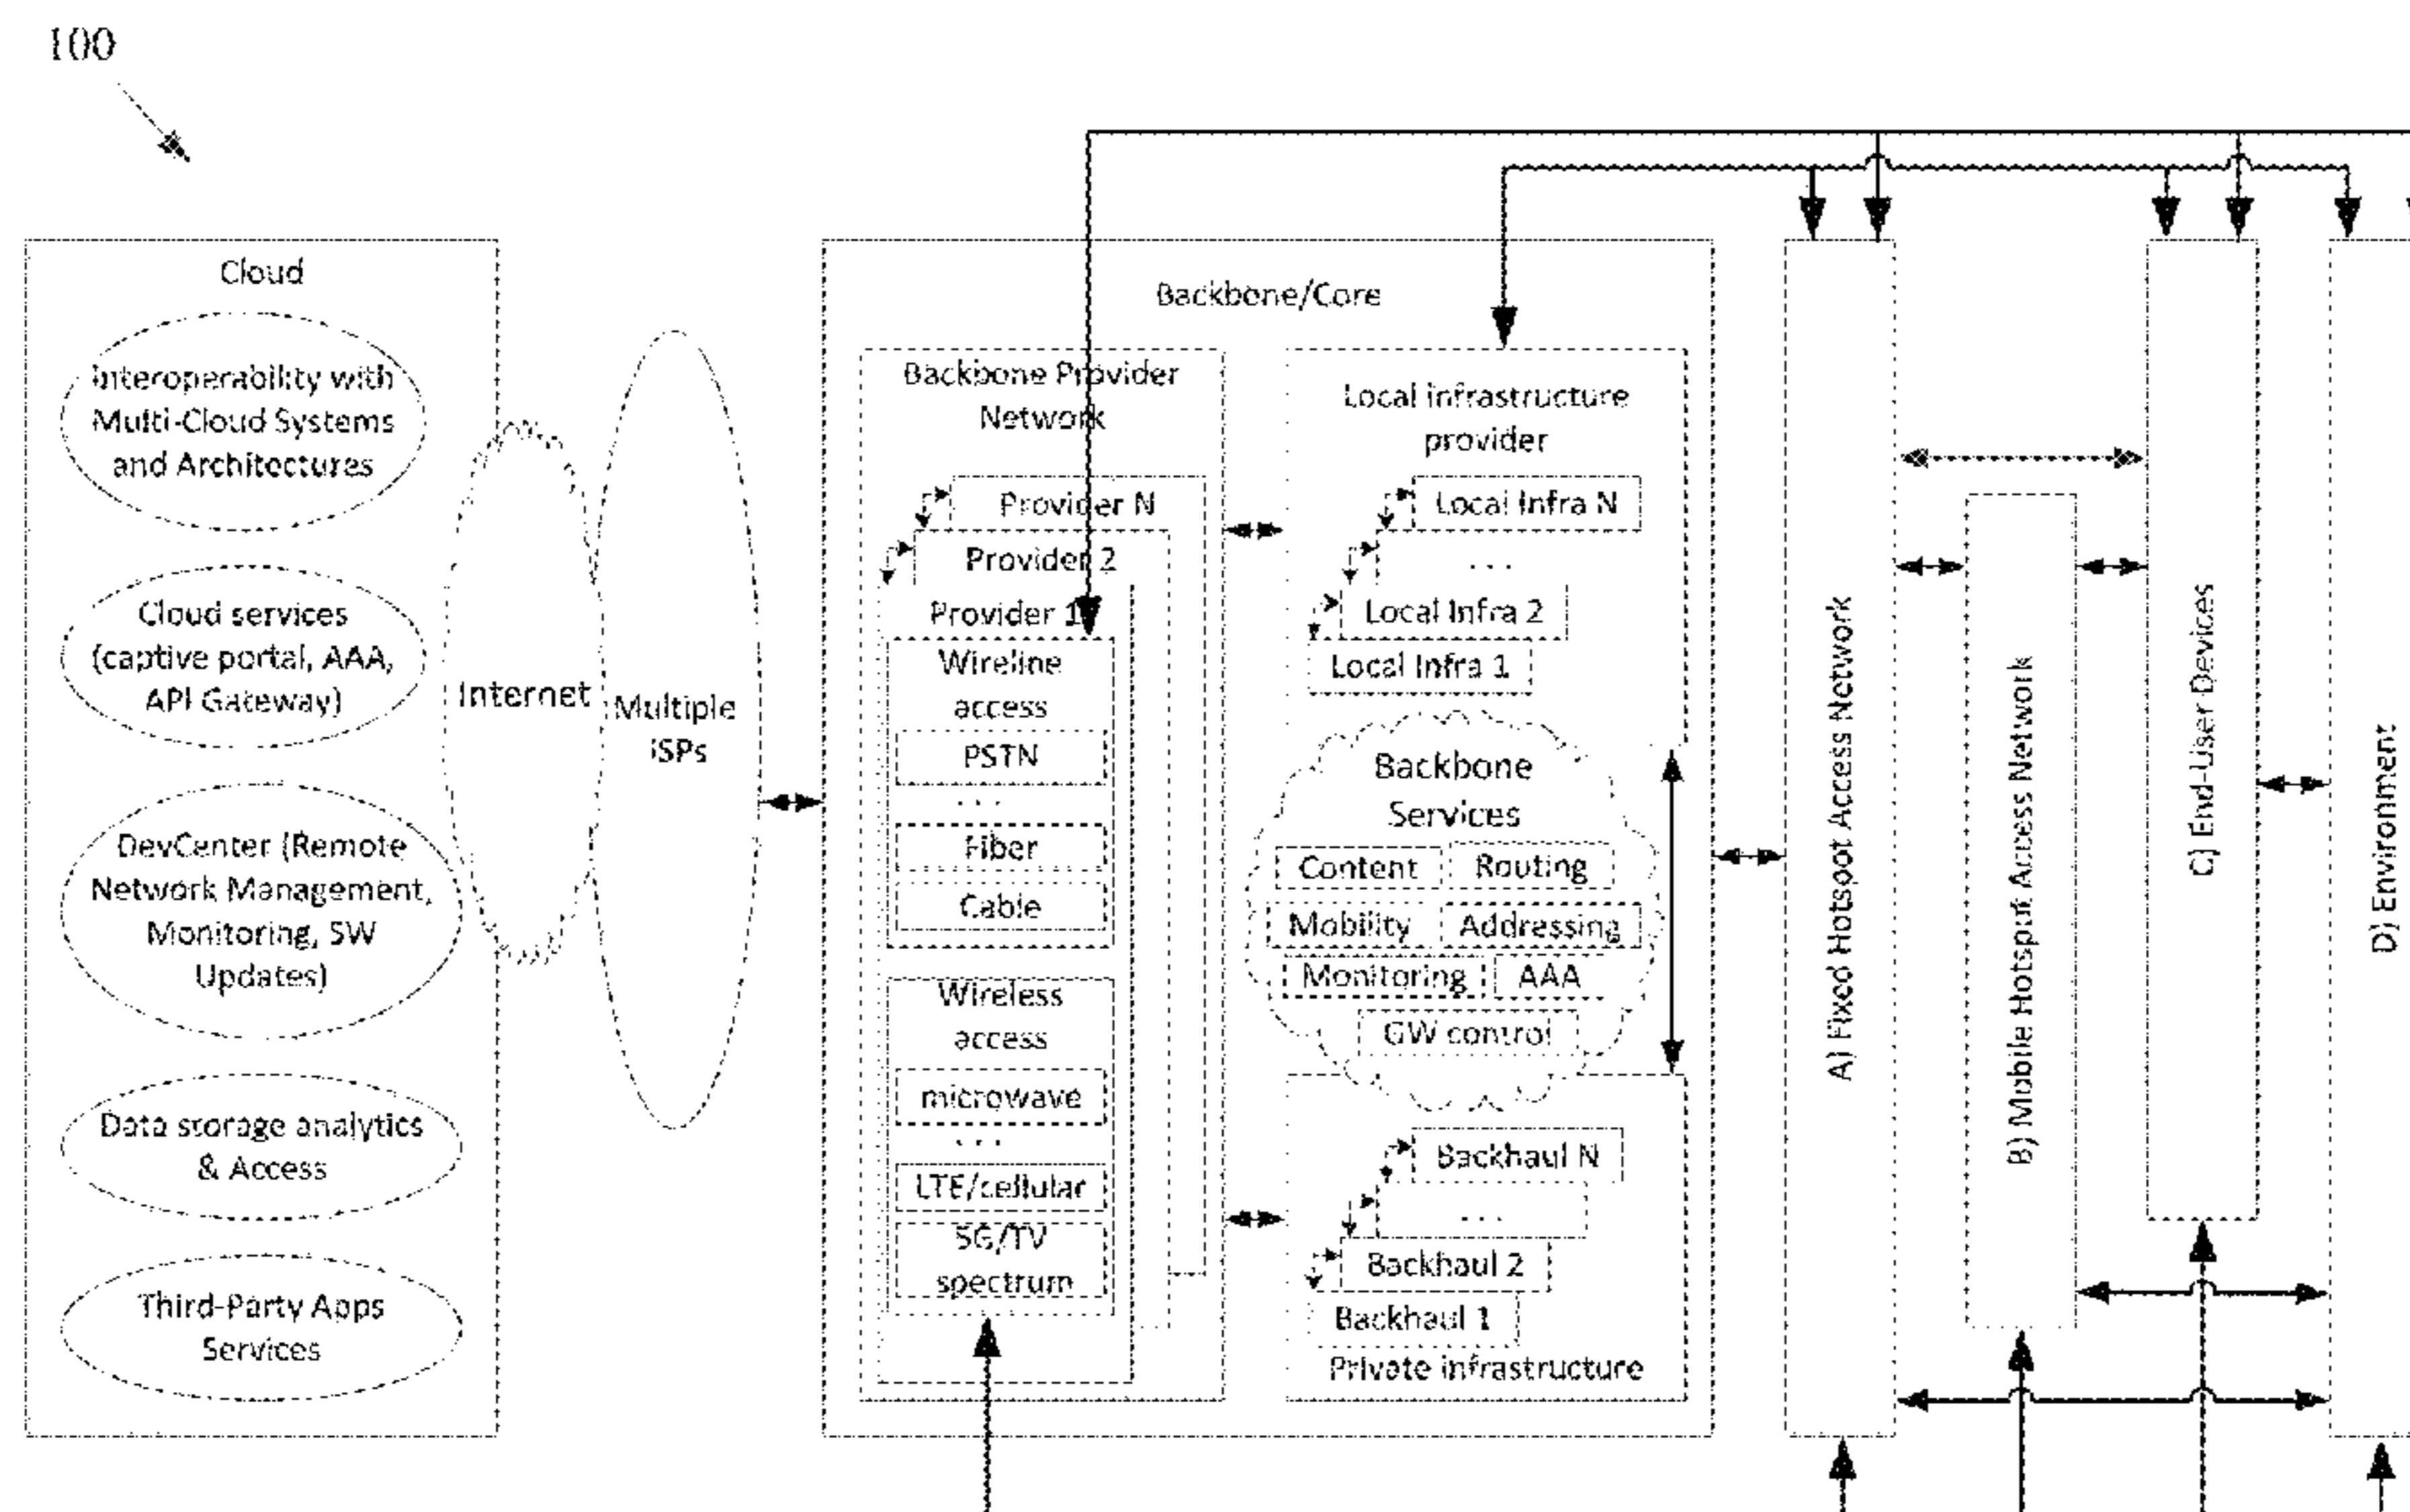 100
Cloud
Interoperability with
Multi-Cloud Systems
and Architectures
Cloud services
(captive portal, AAA,
API Gateway)
DevCenter (Remote
Network Management,
Monitoring, SW
Updates)
Data storage analytics
& Access
Third-Party Apps
Services
Internet
Multiple
ISPs
Backbone/Core
Backbone Provider
Network
Provider N
Provider 2
Provider 1
Wireline
access
PSTN
...
Fiber
Cable
Wireless
access
microwave
...
LTE/cellular
5G/TV
spectrum
Local infrastructure
provider
Local Infra N
...
Local Infra 2
Local Infra 1
Backbone
Services
Content
Routing
Mobility
Addressing
Monitoring
AAA
GW control
Backhaul N
...
Backhaul 2
Backhaul 1
Private infrastructure
A) Fixed Hotspot Access Network
B) Mobile Hotspot Access Network
C) End-User Devices
D) Environment